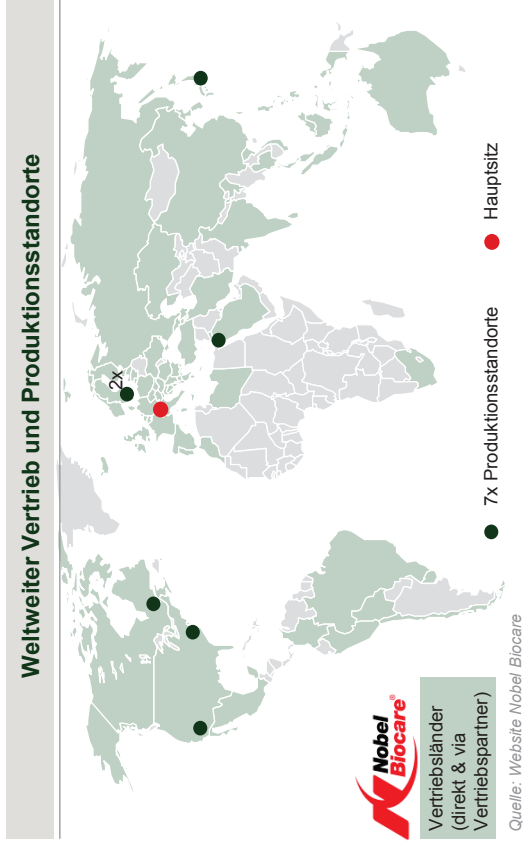 Weltweiter Vertrieb und Produktionsstandorte
2x
Nobel
Biocare®
Vertriebsländer
(direkt & via
Vertriebspartner)
7x Produktionsstandorte
Hauptsitz
Quelle: Website Nobel Biocare